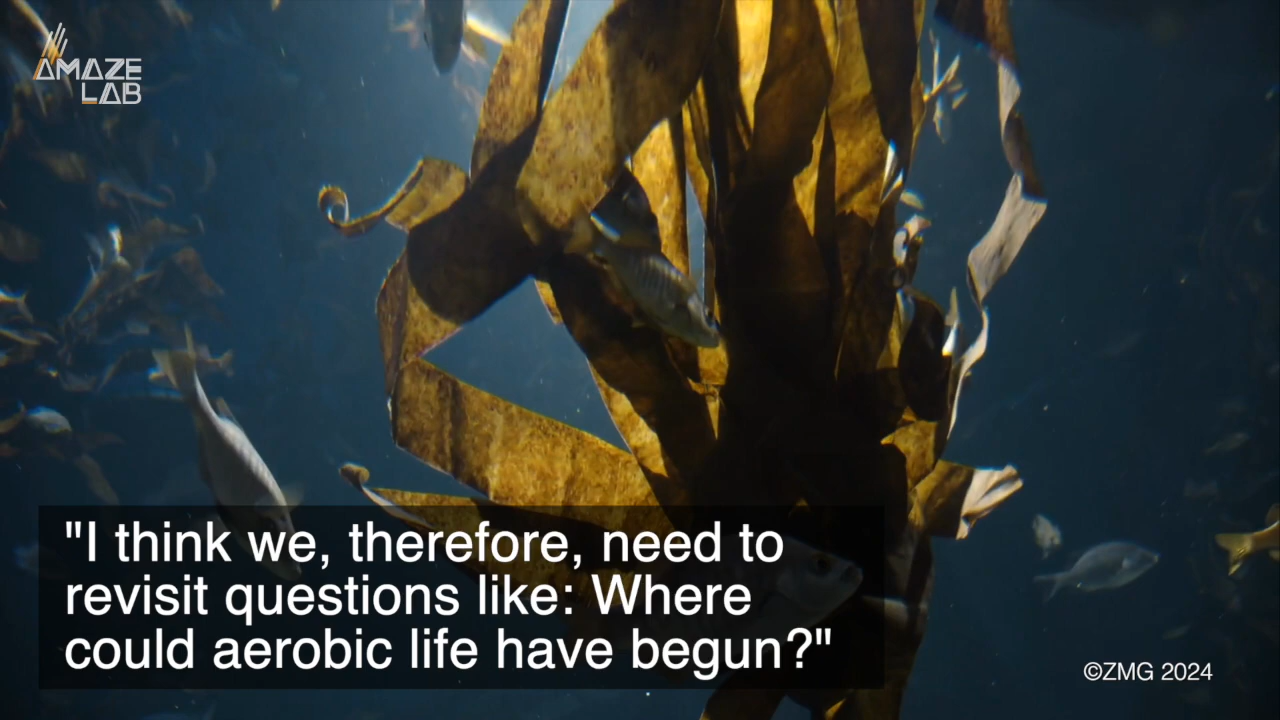 AMAZE
LAB
"I think we, therefore, need to
revisit questions like: Where
could aerobic life have begun?"
©ZMG 2024